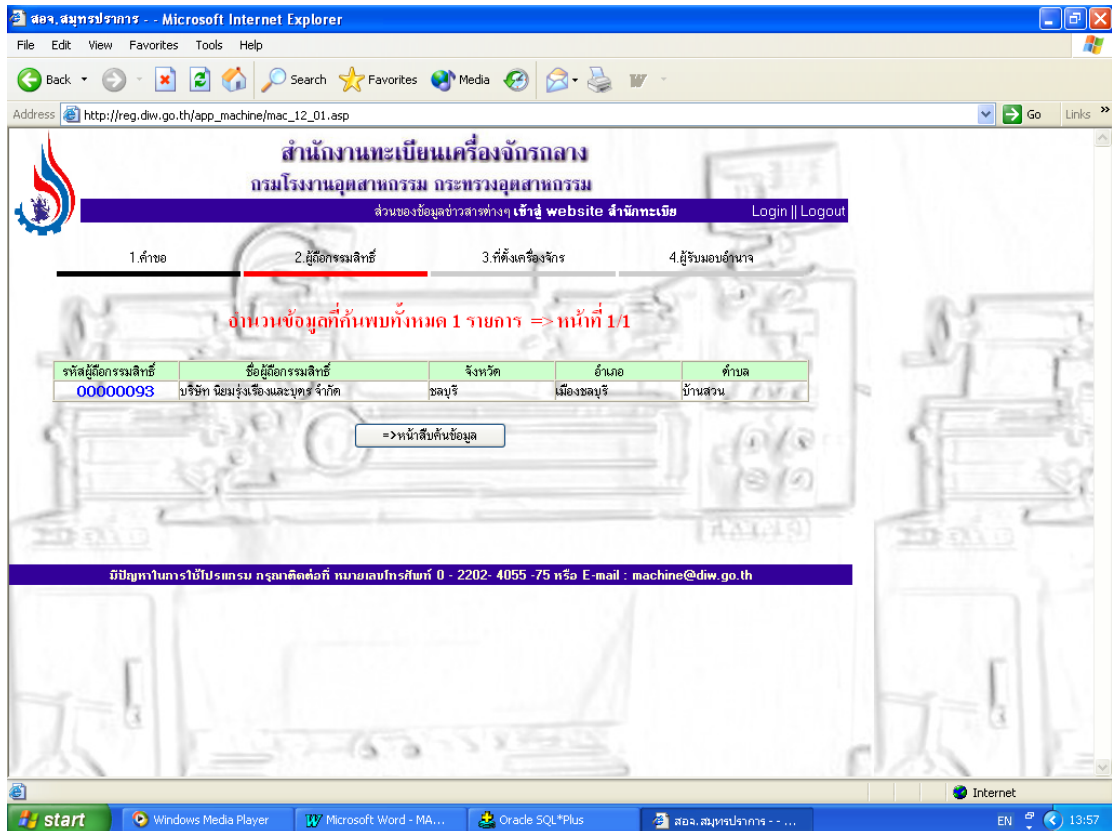 สอจ.สมุทรปราการ - - Microsoft Internet Explorer
File Edit View Favorites Tools Help
Back Search Favorites Media
Address http://reg.diw.go.th/app_machine/mac_12_01.asp Go Links
สำนักงานทะเบียนเครื่องจักรกลาง
กรมโรงงานอุตสาหกรรม กระทรวงอุตสาหกรรม
ส่วนของข้อมูลข่าวสารต่างๆ เข้าสู่ website สำนักทะเบีย Login || Logout
1.คำขอ 2.ผู้ถือกรรมสิทธิ์ 3.ที่ตั้งเครื่องจักร 4.ผู้รับมอบอำนาจ
จำนวนข้อมูลที่ค้นพบทั้งหมด 1 รายการ => หน้าที่ 1/1
รหัสผู้ถือกรรมสิทธิ์ ชื่อผู้ถือกรรมสิทธิ์ จังหวัด อำเภอ ตำบล
00000093 บริษัท นิยมรุ่งเรืองและบุตร จำกัด ชลบุรี เมืองชลบุรี บ้านสวน
=>หน้าสืบค้นข้อมูล
มีปัญหาในการใช้โปรแกรม กรุณาติดต่อที่ หมายเลขโทรศัพท์ 0 - 2202- 4055 -75 หรือ E-mail : machine@diw.go.th
Internet
start Windows Media Player Microsoft Word - MA... Oracle SQL*Plus สอจ.สมุทรปราการ - - ... EN 13:57